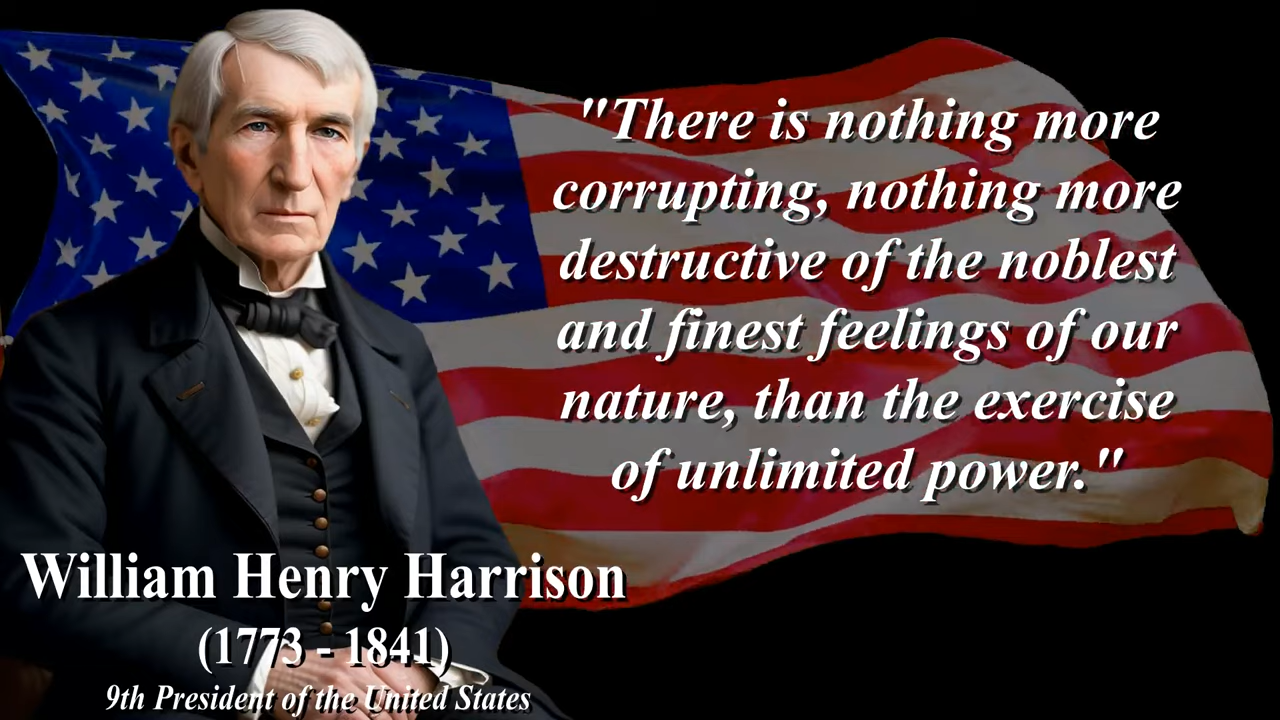 "There is nothing more
corrupting, nothing more
destructive of the noblest
and finest feelings of our
nature, than the exercise
of unlimited power."
William Henry Harrison
(1773 - 1841)
9th President of the United States